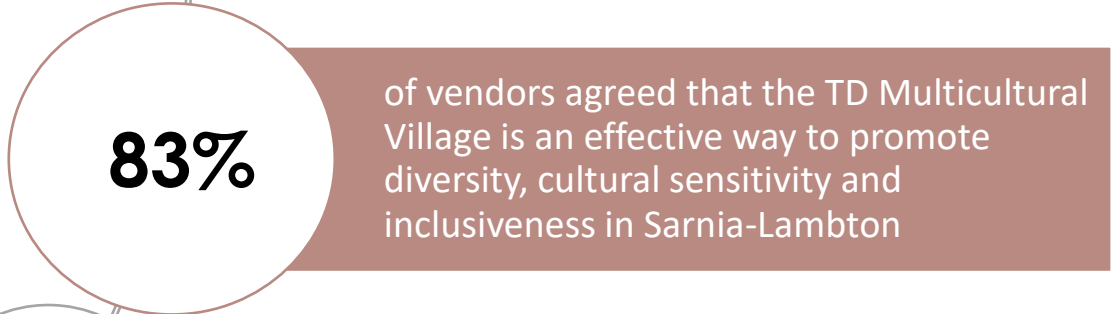 83%
of vendors agreed that the TD Multicultural
Village is an effective way to promote
diversity, cultural sensitivity and
inclusiveness in Sarnia-Lambton